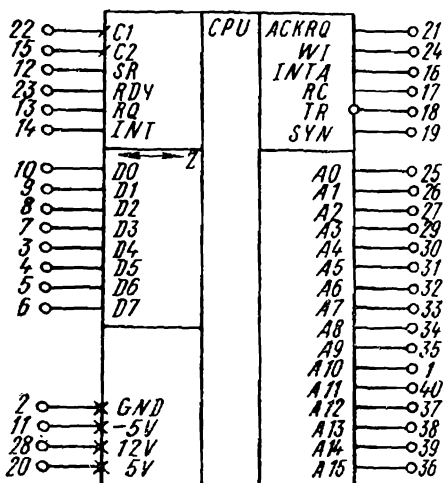 22 C1 CPU ACKRQ 21
15 C2 WI 24
12 SR INTA 16
23 RDY RC 17
13 RQ TR 18
14 INT SYN 19
10 D0 Z A0 25
9 D1 A1 26
8 D2 A2 27
7 D3 A3 29
3 D4 A4 30
4 D5 A5 31
5 D6 A6 32
6 D7 A7 33
A8 34
A9 35
A10 1
A11 40
2 GND A12 37
11 -5V A13 38
28 12V A14 39
20 5V A15 36